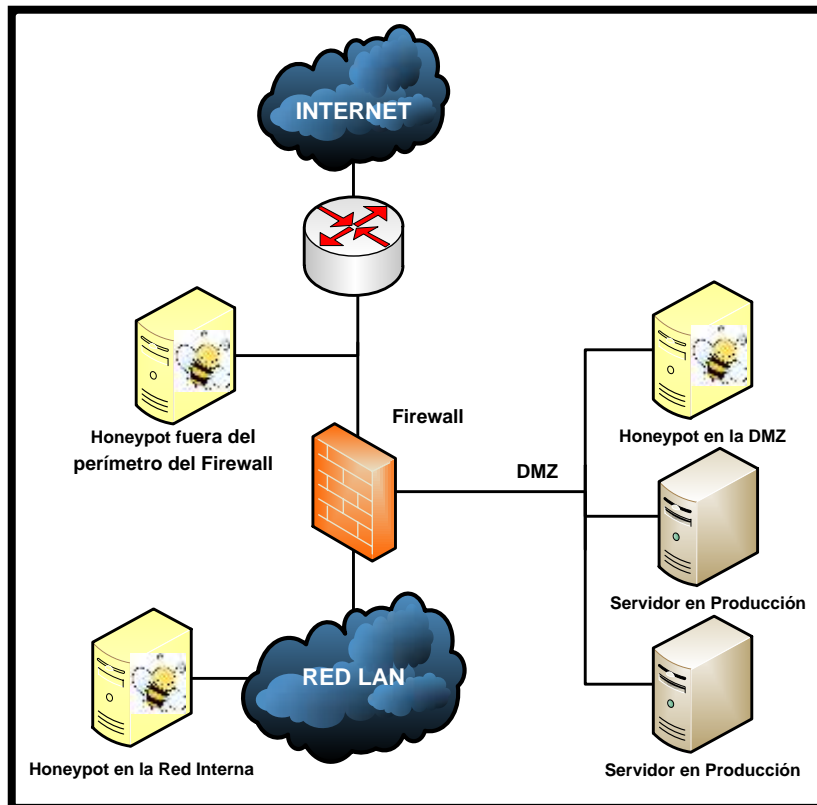 INTERNET
Honeypot fuera del
perímetro del Firewall
Firewall
DMZ
Honeypot en la DMZ
Servidor en Producción
RED LAN
Honeypot en la Red Interna
Servidor en Producción